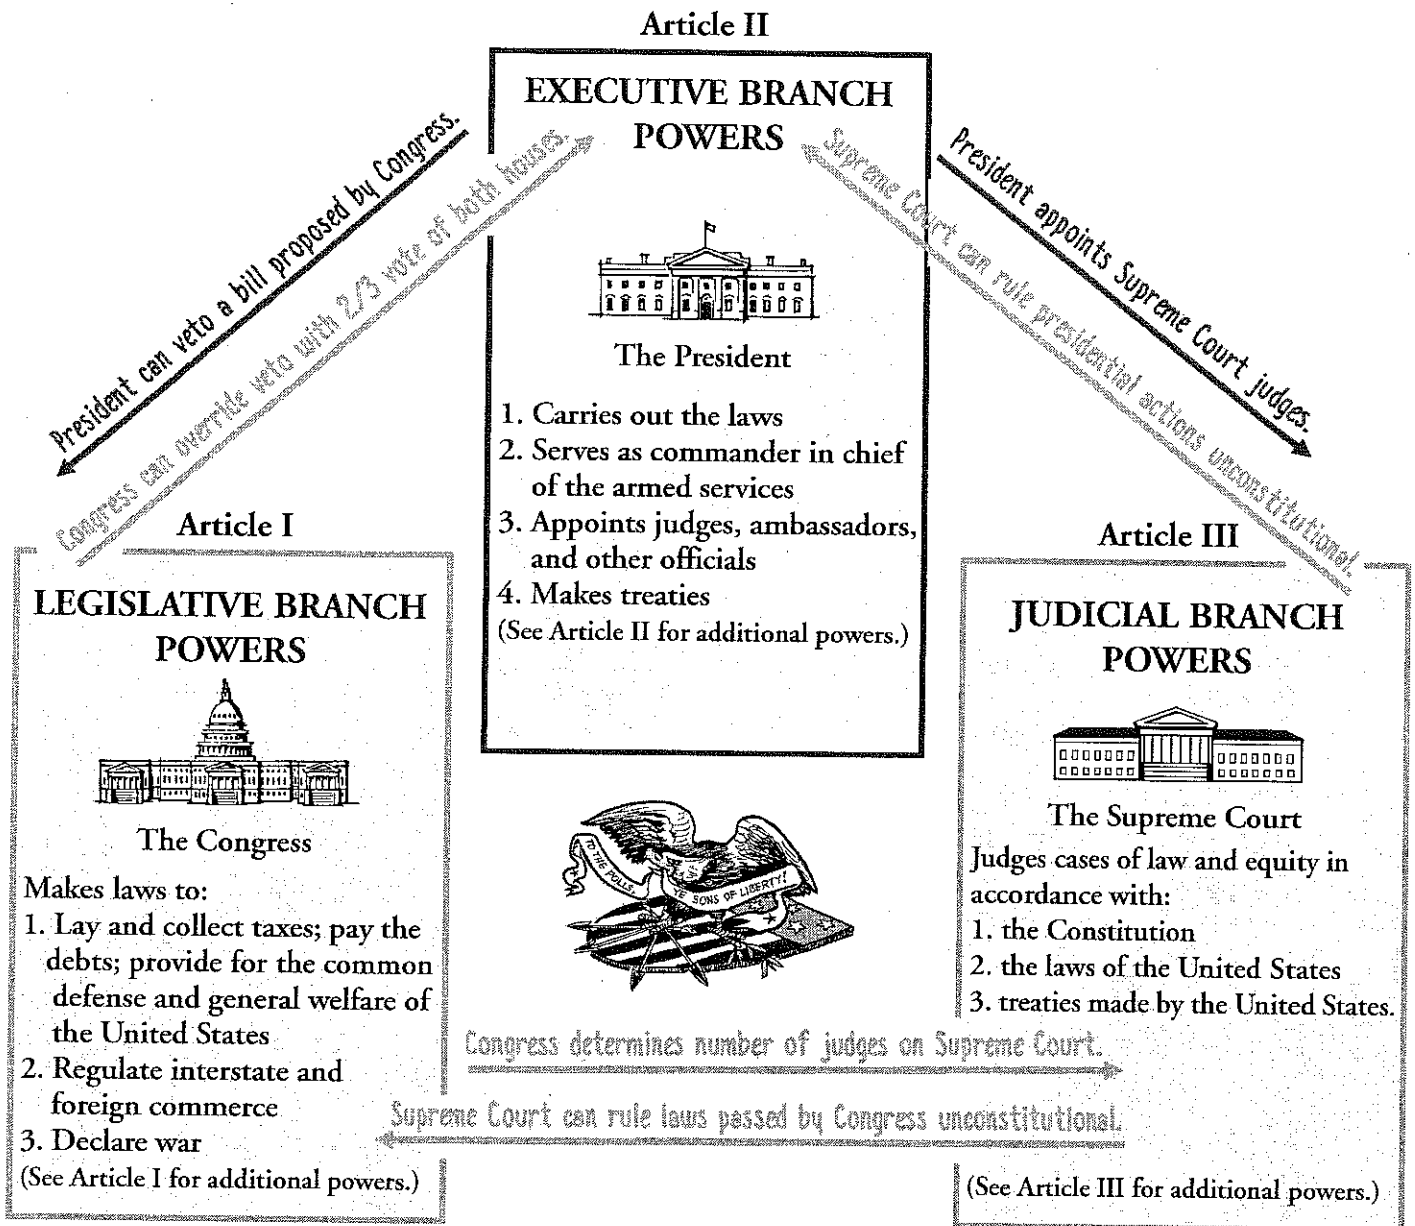 Article II
EXECUTIVE BRANCH
POWERS
President can veto a bill proposed by Congress.
Congress can override veto with 2/3 vote of both houses.
President appoints Supreme Court judges.
Supreme Court can rule presidential actions unconstitutional.
The President
1. Carries out the laws
2. Serves as commander in chief
of the armed services
3. Appoints judges, ambassadors,
and other officials
4. Makes treaties
(See Article II for additional powers.)
Article I
LEGISLATIVE BRANCH
POWERS
The Congress
Makes laws to:
1. Lay and collect taxes; pay the
debts; provide for the common
defense and general welfare of
the United States
2. Regulate interstate and
foreign commerce
3. Declare war
(See Article I for additional powers.)
TO THE POLLS,
YE SONS OF LIBERTY!
Article III
JUDICIAL BRANCH
POWERS
The Supreme Court
Judges cases of law and equity in
accordance with:
1. the Constitution
2. the laws of the United States
3. treaties made by the United States.
Congress determines number of judges on Supreme Court.
Supreme Court can rule laws passed by Congress unconstitutional.
(See Article III for additional powers.)